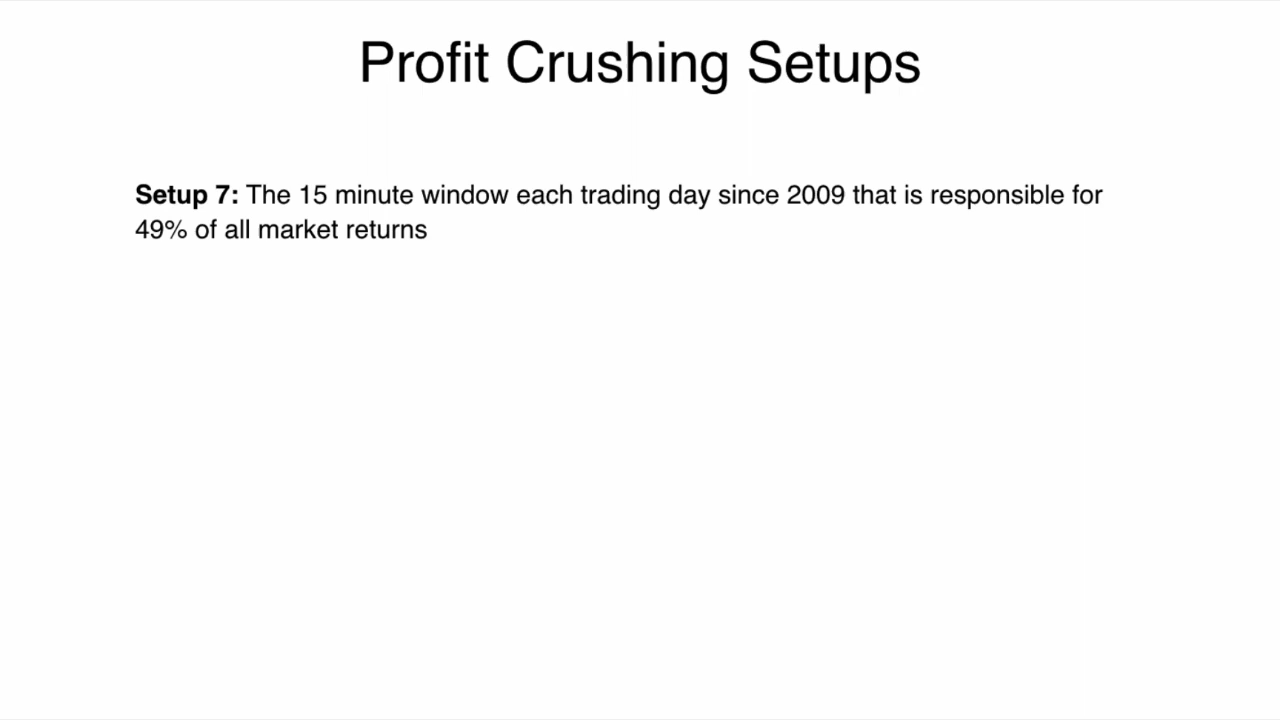 Profit Crushing Setups
Setup 7: The 15 minute window each trading day since 2009 that is responsible for
49% of all market returns